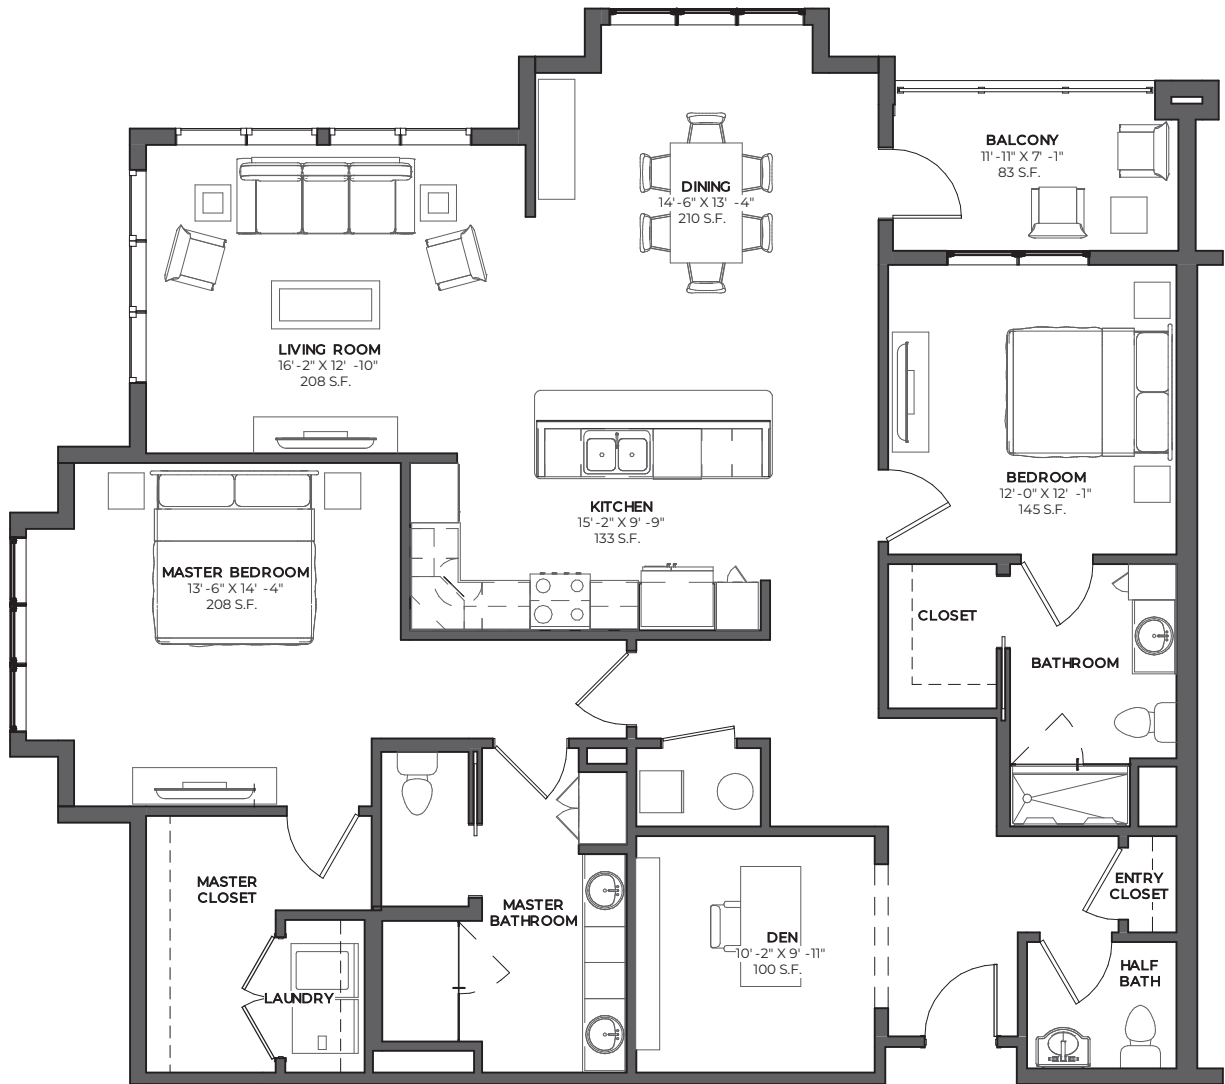 BALCONY
11'-11" X 7' -1"
83 S.F.
DINING
14'-6" X 13' -4"
210 S.F.
LIVING ROOM
16'-2" X 12' -10"
208 S.F.
BEDROOM
12'-0" X 12' -1"
145 S.F.
KITCHEN
15'-2" X 9' -9"
133 S.F.
MASTER BEDROOM
13'-6" X 14' -4"
208 S.F.
CLOSET
BATHROOM
MASTER
CLOSET
MASTER
BATHROOM
ENTRY
CLOSET
DEN
10'-2" X 9' -11"
100 S.F.
HALF
BATH
LAUNDRY